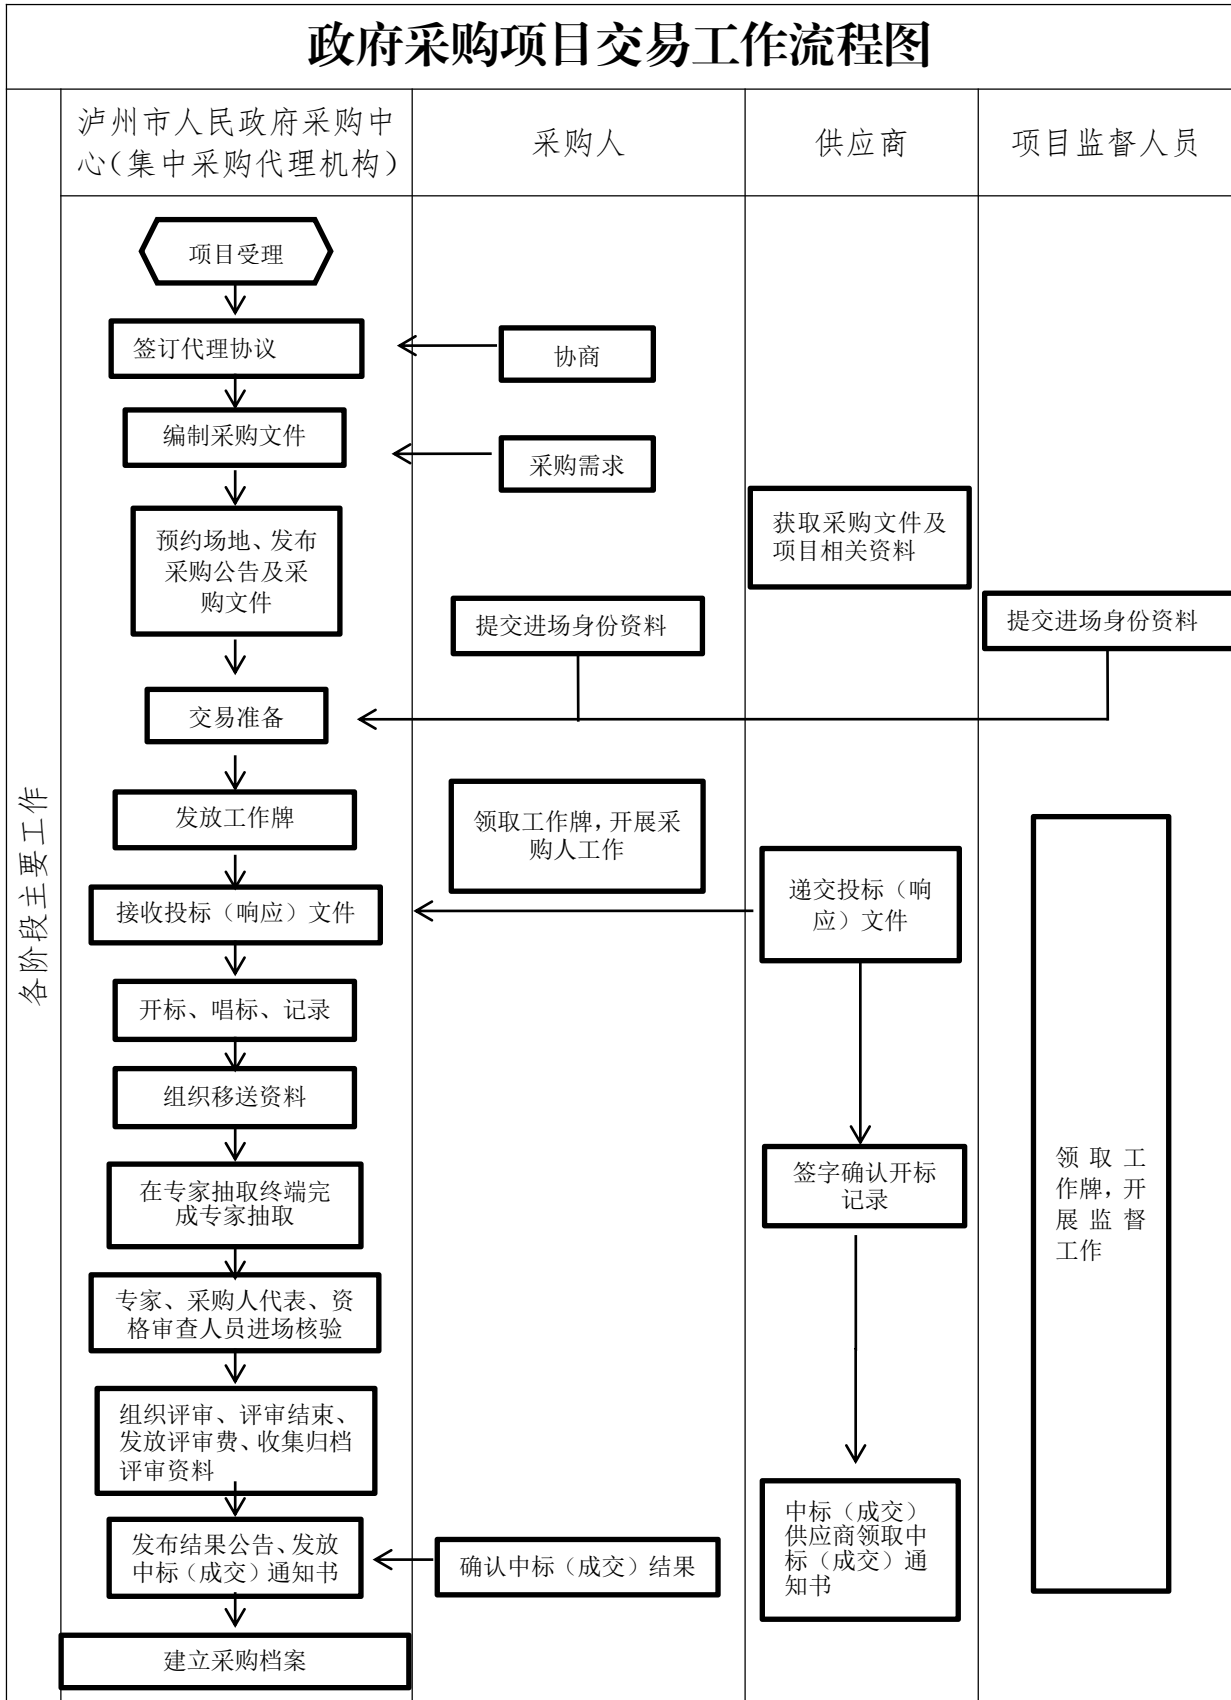 政府采购项目交易工作流程图
泸州市人民政府采购中
心(集中采购代理机构)
采购人
供应商
项目监督人员
各阶段主要工作
项目受理
签订代理协议
协商
编制采购文件
采购需求
预约场地、发布
采购公告及采
购文件
获取采购文件及
项目相关资料
提交进场身份资料
提交进场身份资料
交易准备
发放工作牌
领取工作牌,开展采
购人工作
接收投标（响应）文件
递交投标（响
应）文件
开标、唱标、记录
组织移送资料
在专家抽取终端完
成专家抽取
签字确认开标
记录
领取工
作牌,开
展监督
工作
专家、采购人代表、资
格审查人员进场核验
组织评审、评审结束、
发放评审费、收集归档
评审资料
发布结果公告、发放
中标（成交）通知书
确认中标（成交）结果
中标（成交）
供应商领取中
标（成交）通
知书
建立采购档案